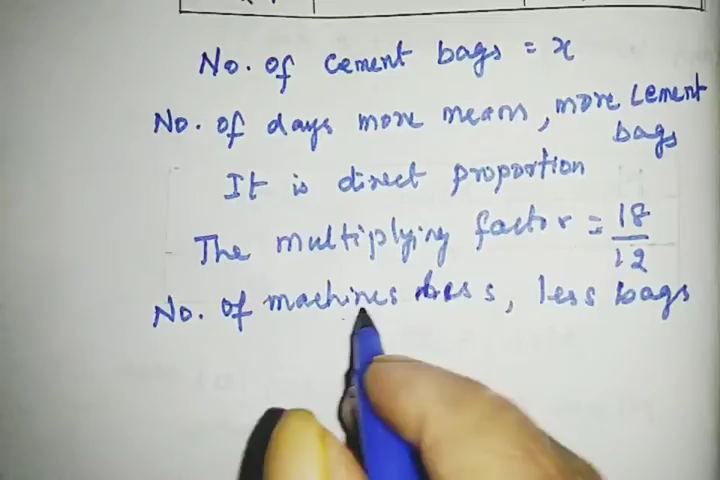 No. of cement bags = x
No. of days more means, more cement bags
It is direct proportion
The multiplying factor = 18/12
No. of machines less, less bags